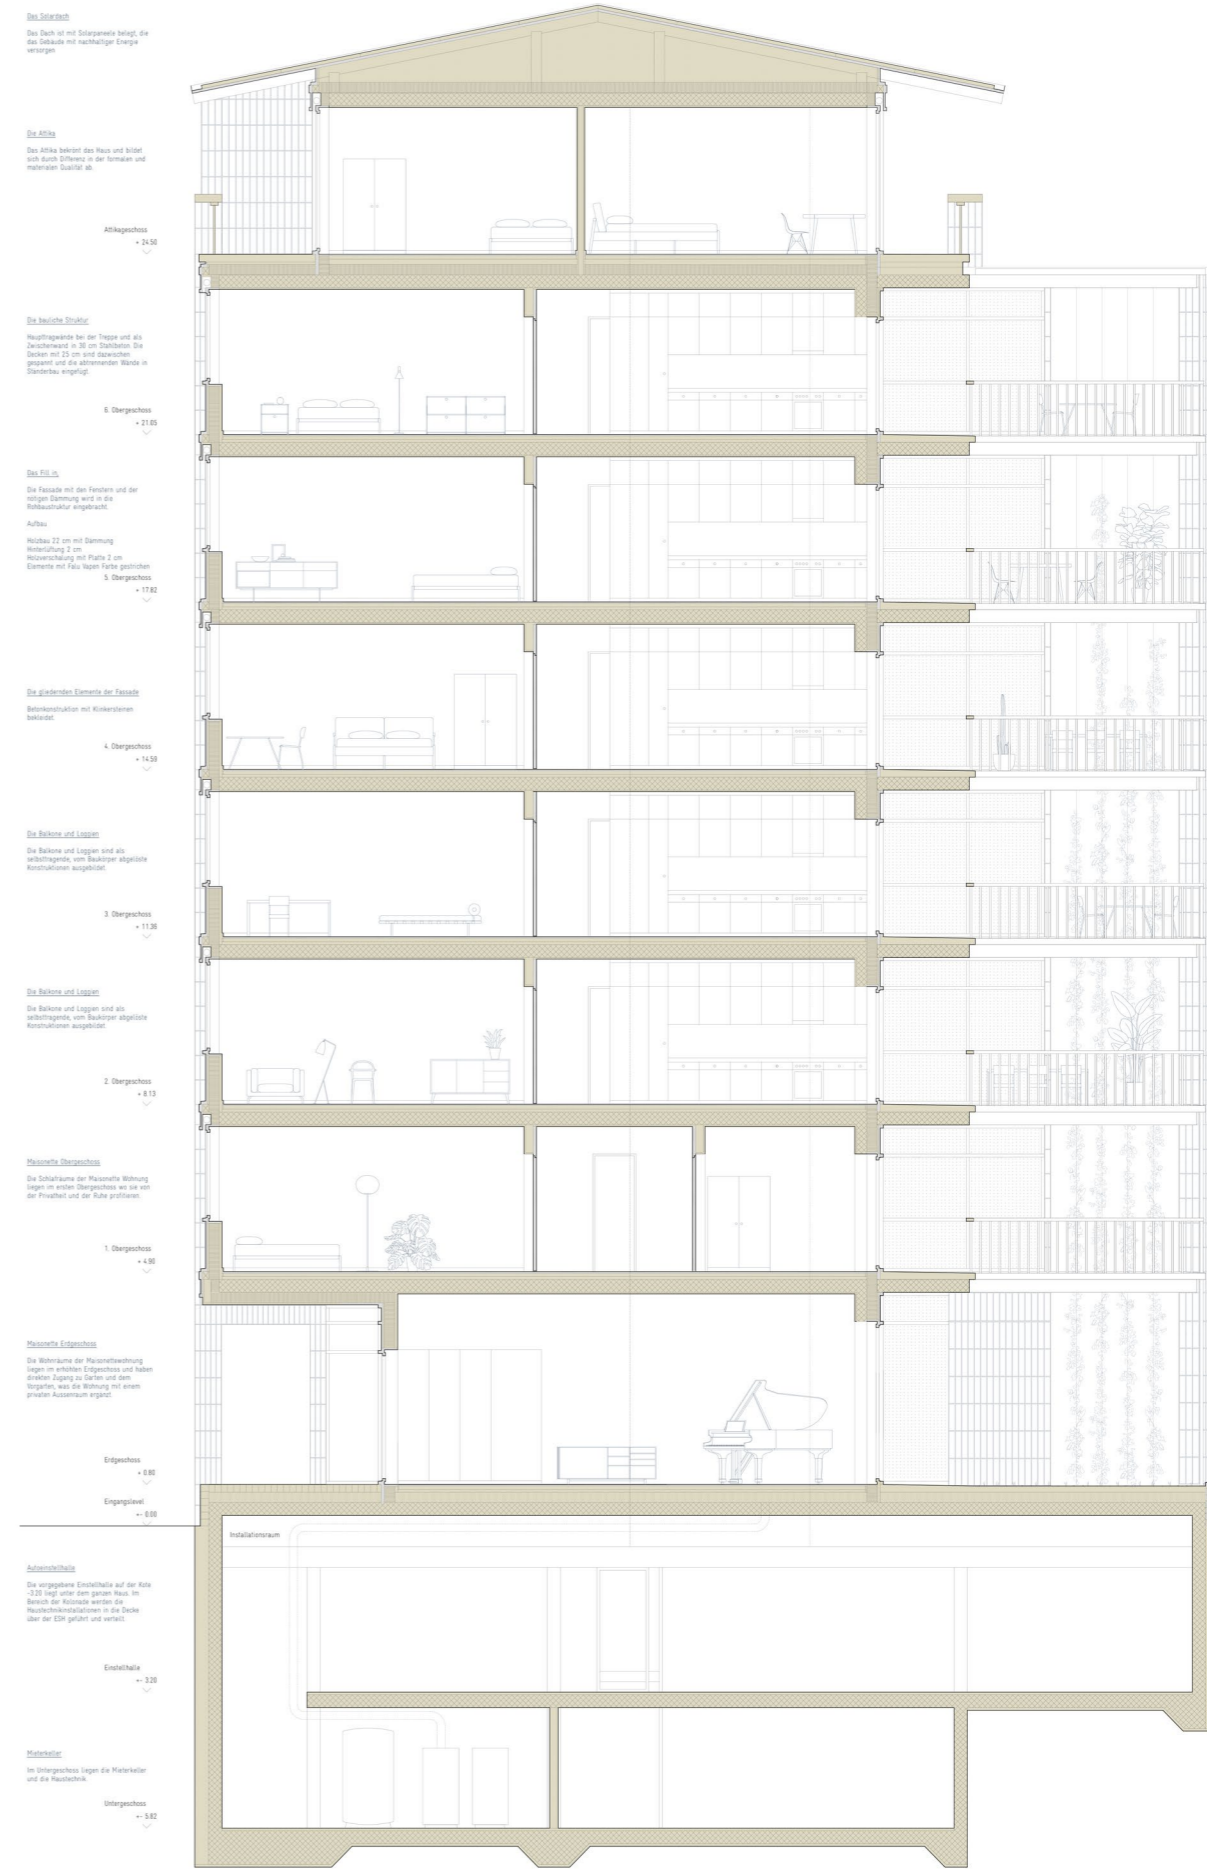 Das Solardach
Das Dach ist mit Solarpaneele belegt, die
das Gebäude mit nachhaltiger Energie
versorgen
Die Attika
Das Attika bekrönt das Haus und bildet
sich durch Differenz in der formalen und
materialen Qualität ab.
Attikageschoss
+ 24.50
Die bauliche Struktur
Haupttragwände bei der Treppe und als
Zwischenwand in 36 cm Stahlbeton. Die
Decken mit 25 cm sind dazwischen
gespannt und die abtrennenden Wände in
Ständerbau eingefügt.
6. Obergeschoss
+ 21.05
Das Fill in;
Die Fassade mit den Fenstern und der
nötigen Dämmung wird in die
Rohbaustruktur eingebracht
Aufbau
Holzbau 22 cm mit Dämmung
Hinterlüftung 2 cm
Holzverschalung mit Platte 2 cm
Elemente mit Falu Vapen Farbe gestrichen
5. Obergeschoss
+ 17.82
Die gliedernden Elemente der Fassade
Betonkonstruktion mit Klinkersteinen
bekleidet.
4. Obergeschoss
+ 14.59
Die Balkone und Loggien
Die Balkone und Loggien sind als
selbsttragende, vom Baukörper abgelöste
Konstruktionen ausgebildet.
3. Obergeschoss
+ 11.36
Die Balkone und Loggien
Die Balkone und Loggien sind als
selbsttragende, vom Baukörper abgelöste
Konstruktionen ausgebildet
2. Obergeschoss
+ 8.13
Maisonette Obergeschoss
Die Schlafräume der Maisonette Wohnung
liegen im ersten Obergeschoss wo sie von
der Privatheit und der Ruhe profitieren.
1. Obergeschoss
+ 4.90
Maisonette Erdgeschoss
Die Wohnräume der Maisonettewohnung
liegen im erhöhten Erdgeschoss und haben
direkten Zugang zu Garten und dem
Vorgarten, was die Wohnung mit einem
privaten Aussenraum ergänzt.
Erdgeschoss
+ 0.80
Eingangslevel
+- 0.00
Installationsraum
Autoeinstellhalle
Die vorgegebene Einstellhalle auf der Kote
-3.20 liegt unter dem ganzen Haus. Im
Bereich der Kolonade werden die
Haustechnikinstallationen in die Decke
über der ESH geführt und verteilt.
Einstellhalle
+- 3.20
Mieterkeller
Im Untergeschoss liegen die Mieterkeller
und die Haustechnik.
Untergeschoss
+- 5.82